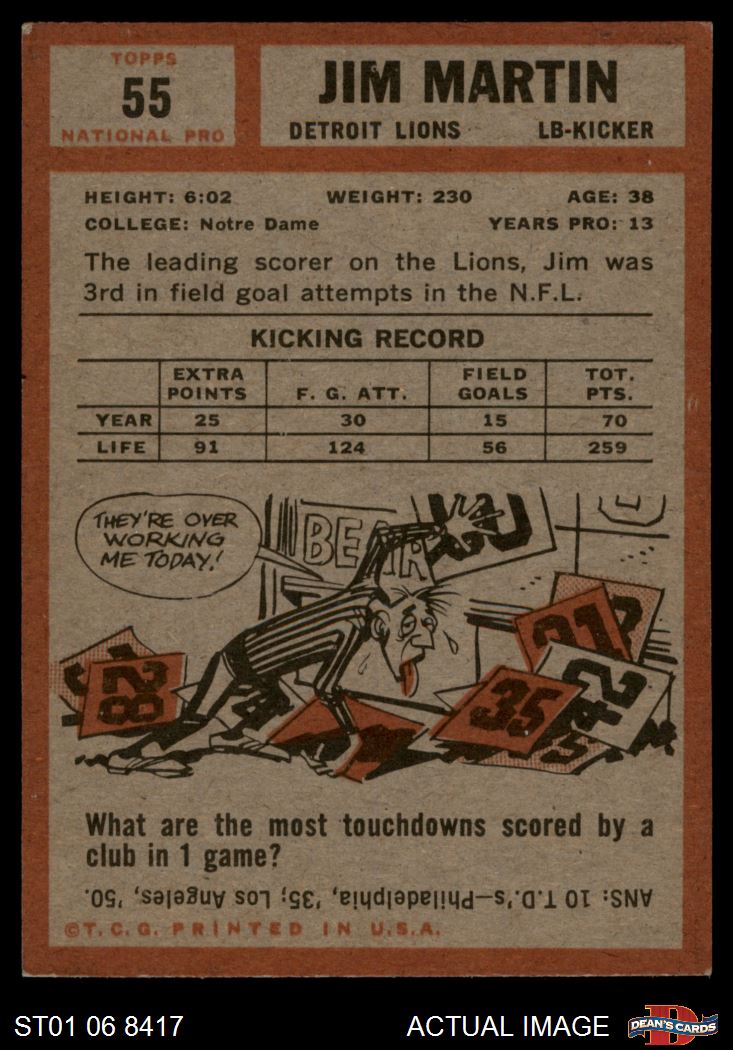 TOPPS
55
NATIONAL PRO
JIM MARTIN
DETROIT LIONS LB-KICKER
HEIGHT: 6:02 WEIGHT: 230 AGE: 38
COLLEGE: Notre Dame YEARS PRO: 13
The leading scorer on the Lions, Jim was
3rd in field goal attempts in the N.F.L.
KICKING RECORD
EXTRA POINTS F. G. ATT. FIELD GOALS TOT. PTS.
YEAR 25 30 15 70
LIFE 91 124 56 259
THEY'RE OVER
WORKING
ME TODAY!
BEAR
28
31
35
42
What are the most touchdowns scored by a
club in 1 game?
ANS: 10 T.D.'s—Philadelphia, '35; Los Angeles, '50.
©T.C.G. PRINTED IN U.S.A.
ST01 06 8417 ACTUAL IMAGE
D
DEAN'S CARDS